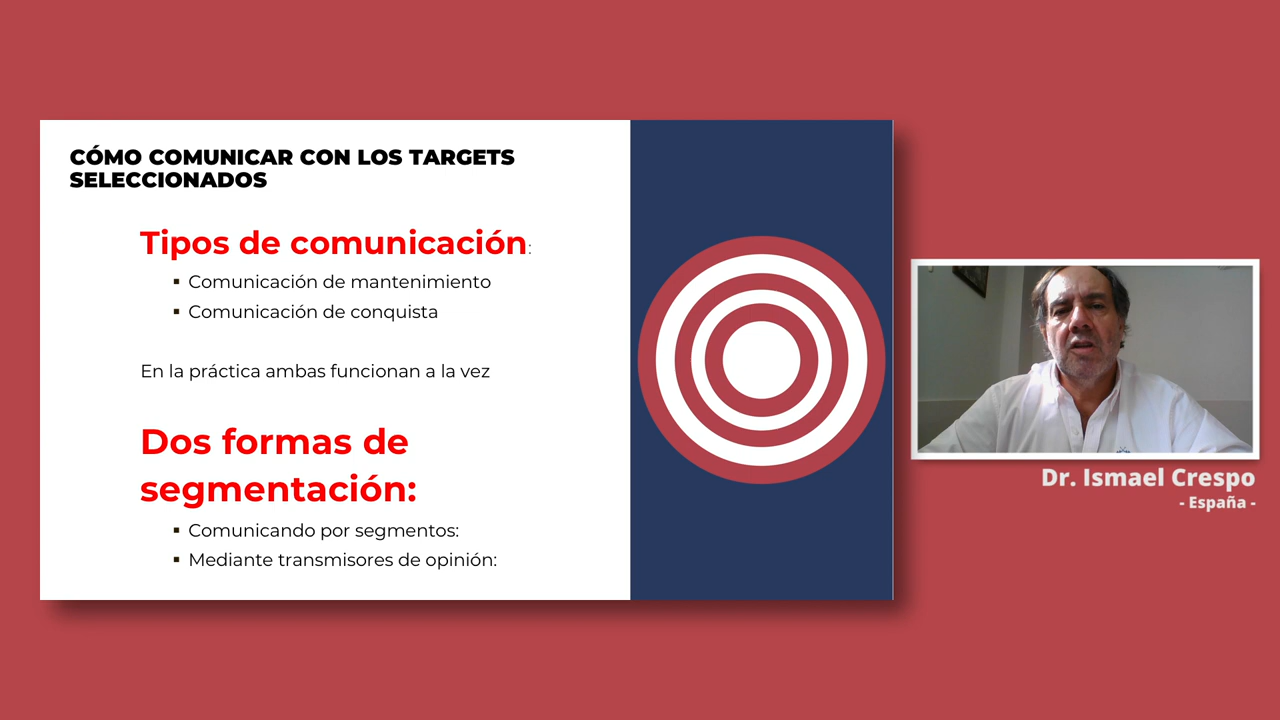 CÓMO COMUNICAR CON LOS TARGETS
SELECCIONADOS
Tipos de comunicación:
▪ Comunicación de mantenimiento
▪ Comunicación de conquista
En la práctica ambas funcionan a la vez
Dos formas de
segmentación:
▪ Comunicando por segmentos:
▪ Mediante transmisores de opinión:
Dr. Ismael Crespo
- España -